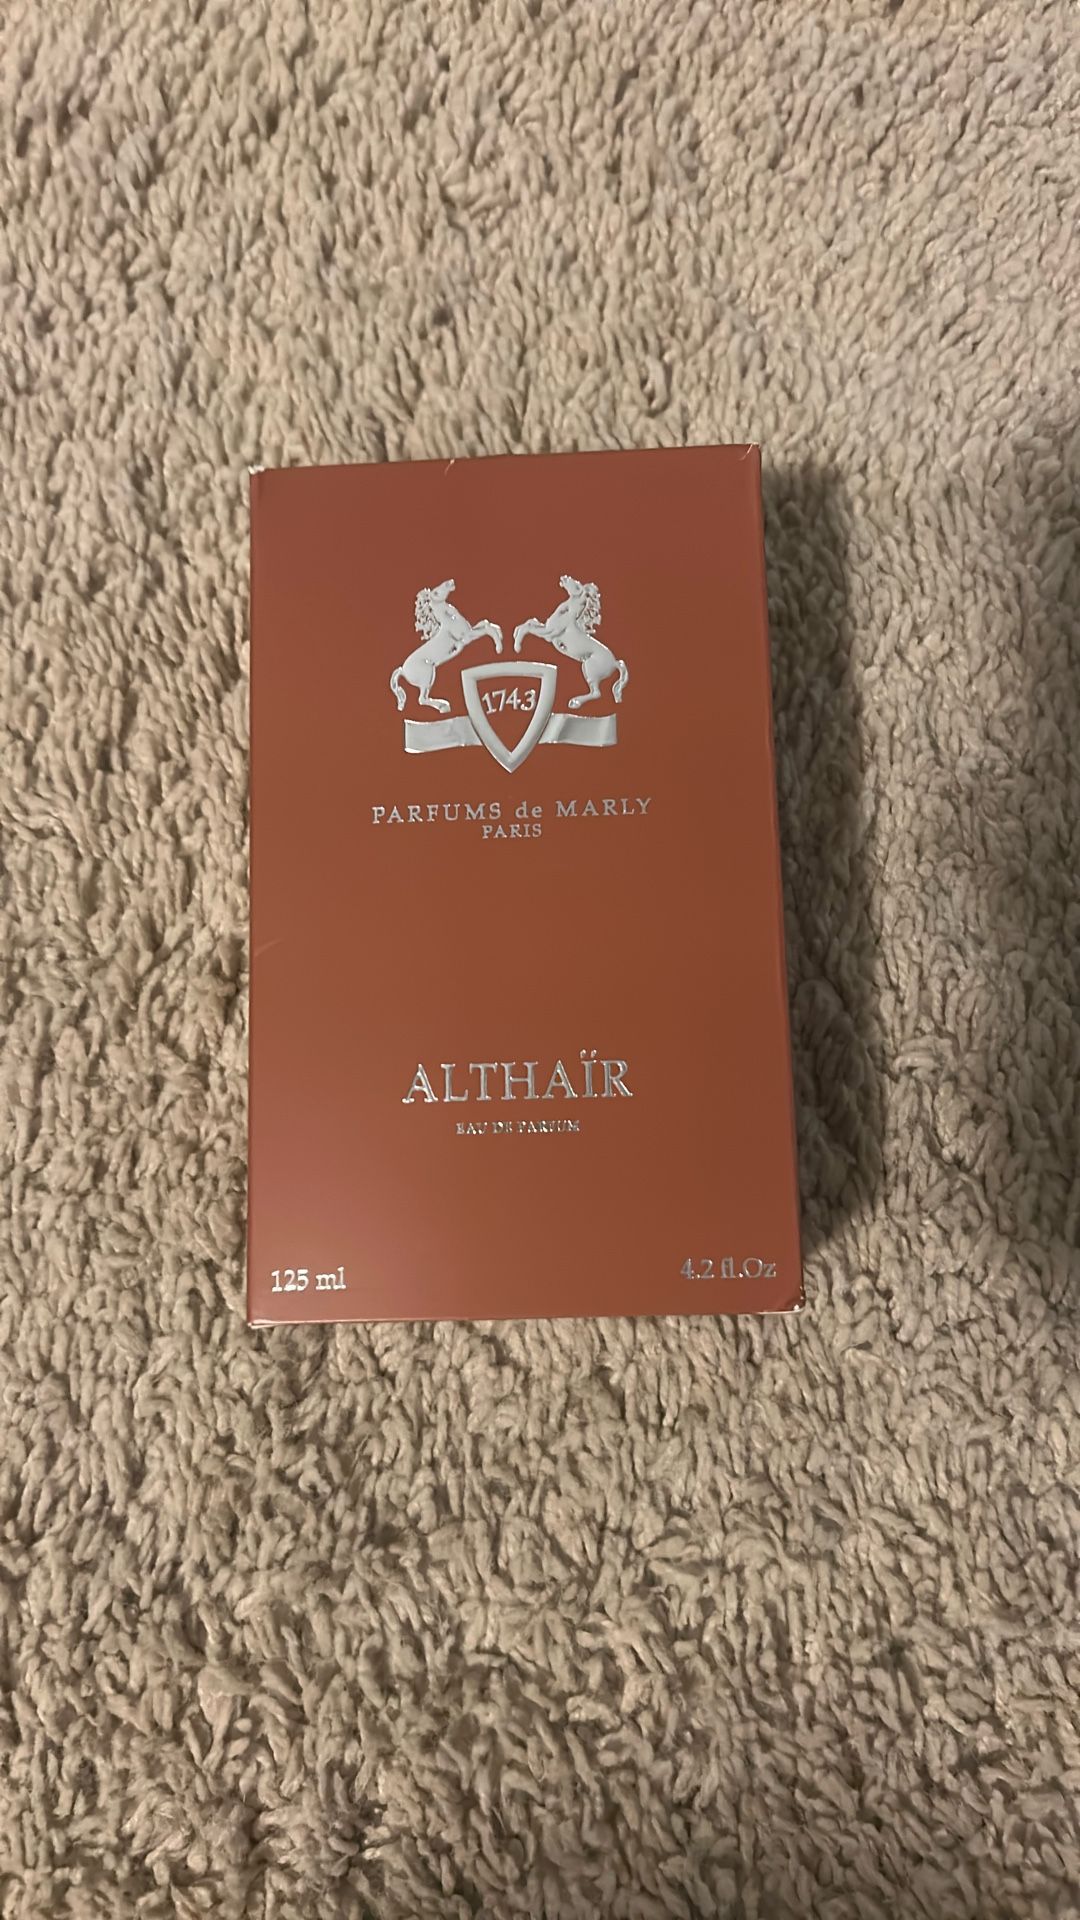 1743
PARFUMS de MARLY
PARIS
ALTHAÏR
EAU DE PARFUM
125 ml
4.2 fl.Oz